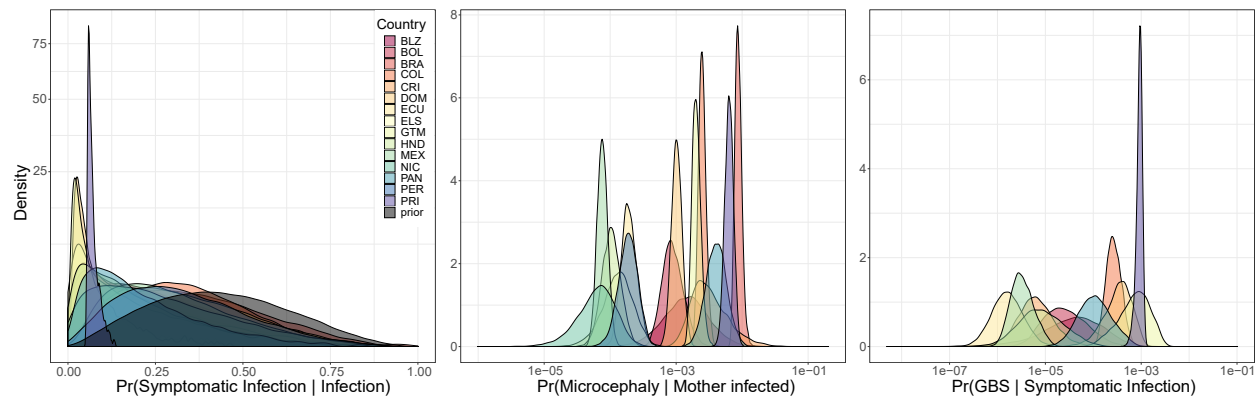 Density
75
50
25
0.00 0.25 0.50 0.75 1.00
Pr(Symptomatic Infection | Infection)
Country
BLZ
BOL
BRA
COL
CRI
DOM
ECU
ELS
GTM
HND
MEX
NIC
PAN
PER
PRI
prior
8
6
4
2
0
1e-05 1e-03 1e-01
Pr(Microcephaly | Mother infected)
6
4
2
0
1e-07 1e-05 1e-03 1e-01
Pr(GBS | Symptomatic Infection)